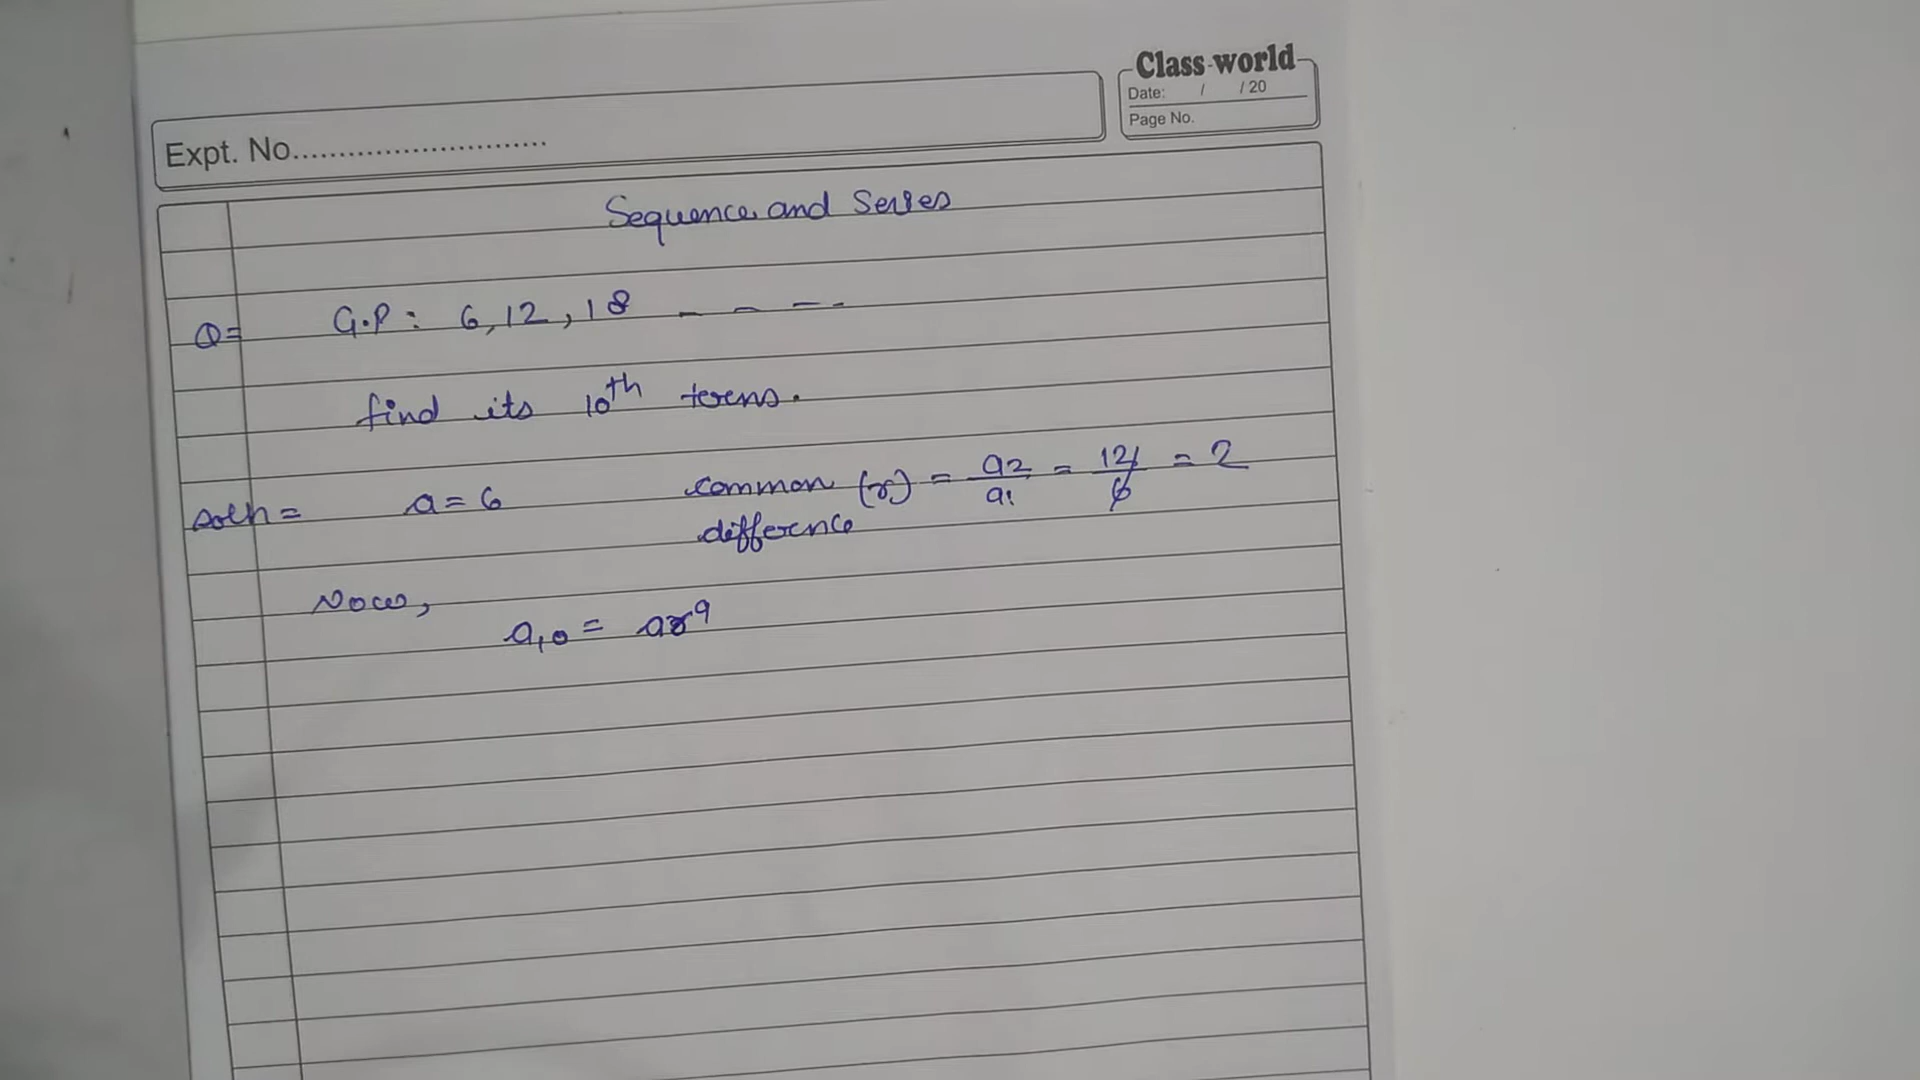 Class world
Date: / / 20
Page No.
Expt. No...........................
Sequence and Series
Q= G.P : 6, 12, 18 - - - -
find its 10th terms.
soln = a = 6 common (r) = a2/a1 = 12/6 = 2
difference
Now,
a10 = ar9